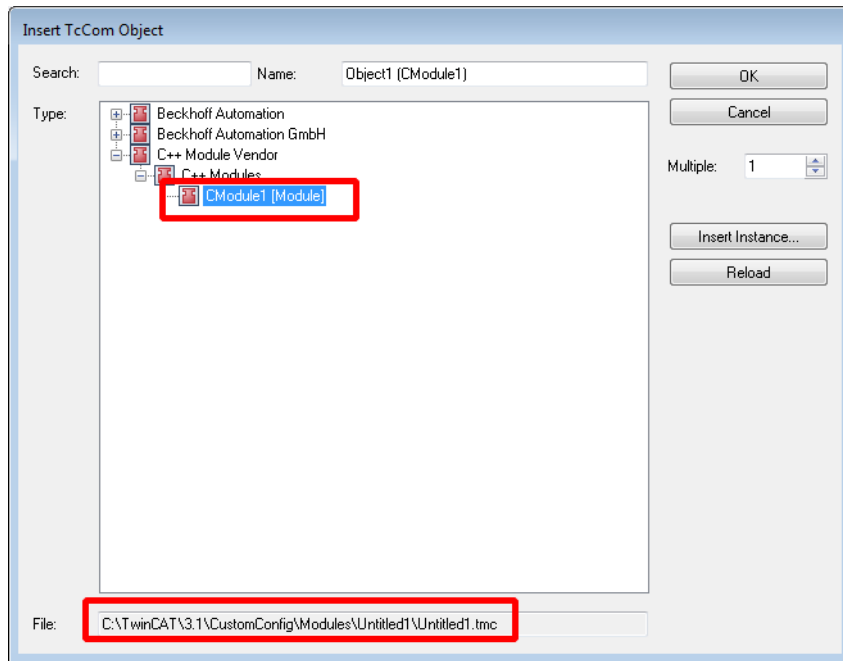 Insert TcCom Object
Search:
Name: Object1 (CModule1)
OK
Type:
Beckhoff Automation
Cancel
Beckhoff Automation GmbH
C++ Module Vendor
C++ Modules
Multiple: 1
CModule1 [Module]
Insert Instance...
Reload
File: C:\TwinCAT\3.1\CustomConfig\Modules\Untitled1\Untitled1.tmc